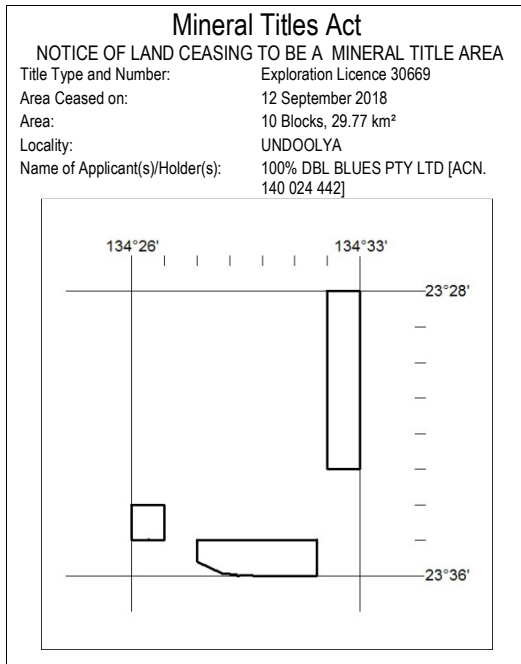 Mineral Titles Act
NOTICE OF LAND CEASING TO BE A MINERAL TITLE AREA
Title Type and Number: Exploration Licence 30669
Area Ceased on: 12 September 2018
Area: 10 Blocks, 29.77 km²
Locality: UNDOOLYA
Name of Applicant(s)/Holder(s): 100% DBL BLUES PTY LTD [ACN.
140 024 442]
134°26' 134°33'
23°28'
23°36'